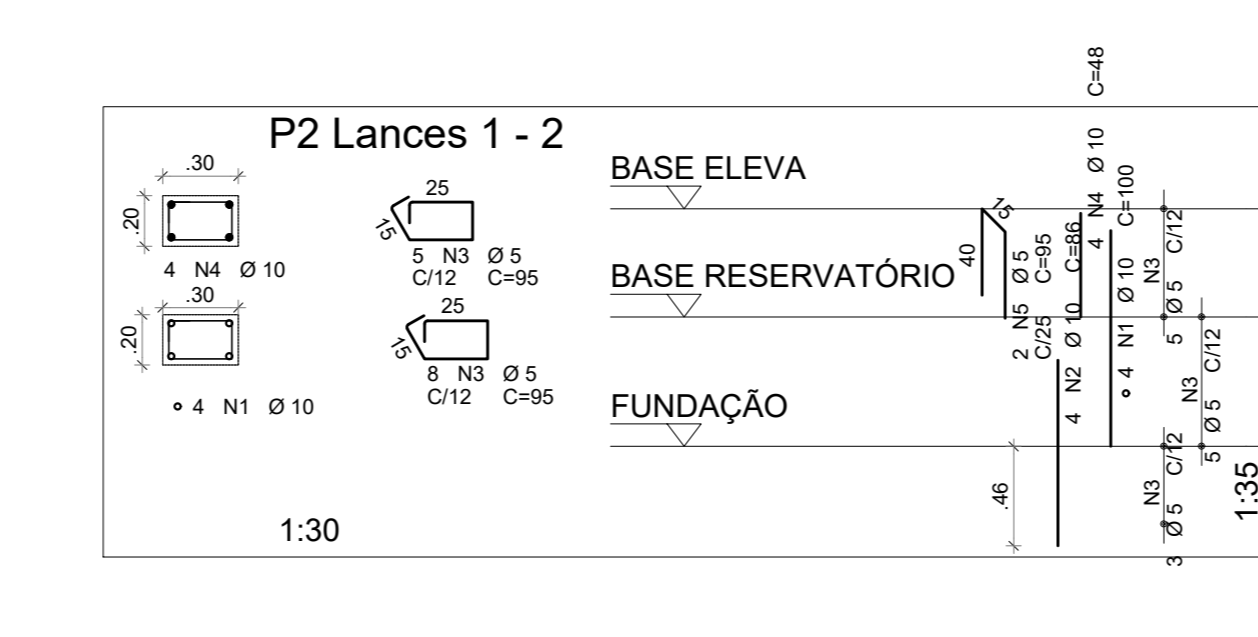 P2 Lances 1 - 2
.30
.20
4 N4 Ø 10
.30
.20
4 N1 Ø 10
25
15
5 N3 Ø 5
C/12 C=95
25
15
8 N3 Ø 5
C/12 C=95
1:30
BASE ELEVA
BASE RESERVATÓRIO
FUNDAÇÃO
.46
40
15
2 N5 Ø 5
C/25 C=95
4 N2 Ø 10 C=86
4 N4 Ø 10 C=48
4 N1 Ø 10 C=100
5 Ø 5
N3 C/12
5 Ø 5
N3 C/12
3 Ø 5
N3 C/12
1:35